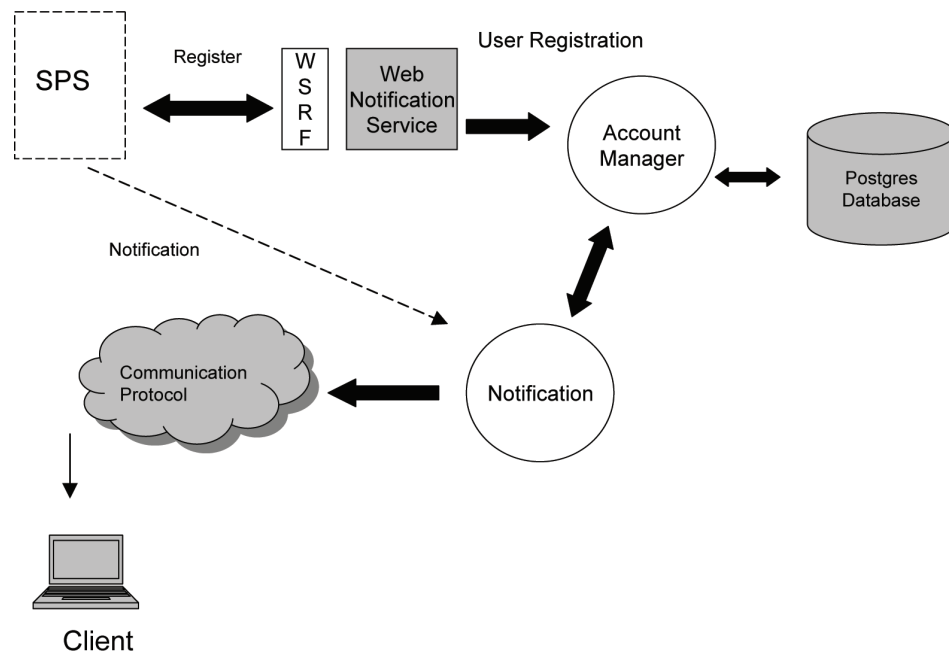 User Registration
SPS
Register
W
S
R
F
Web
Notification
Service
Account
Manager
Postgres
Database
Notification
Communication
Protocol
Notification
Client